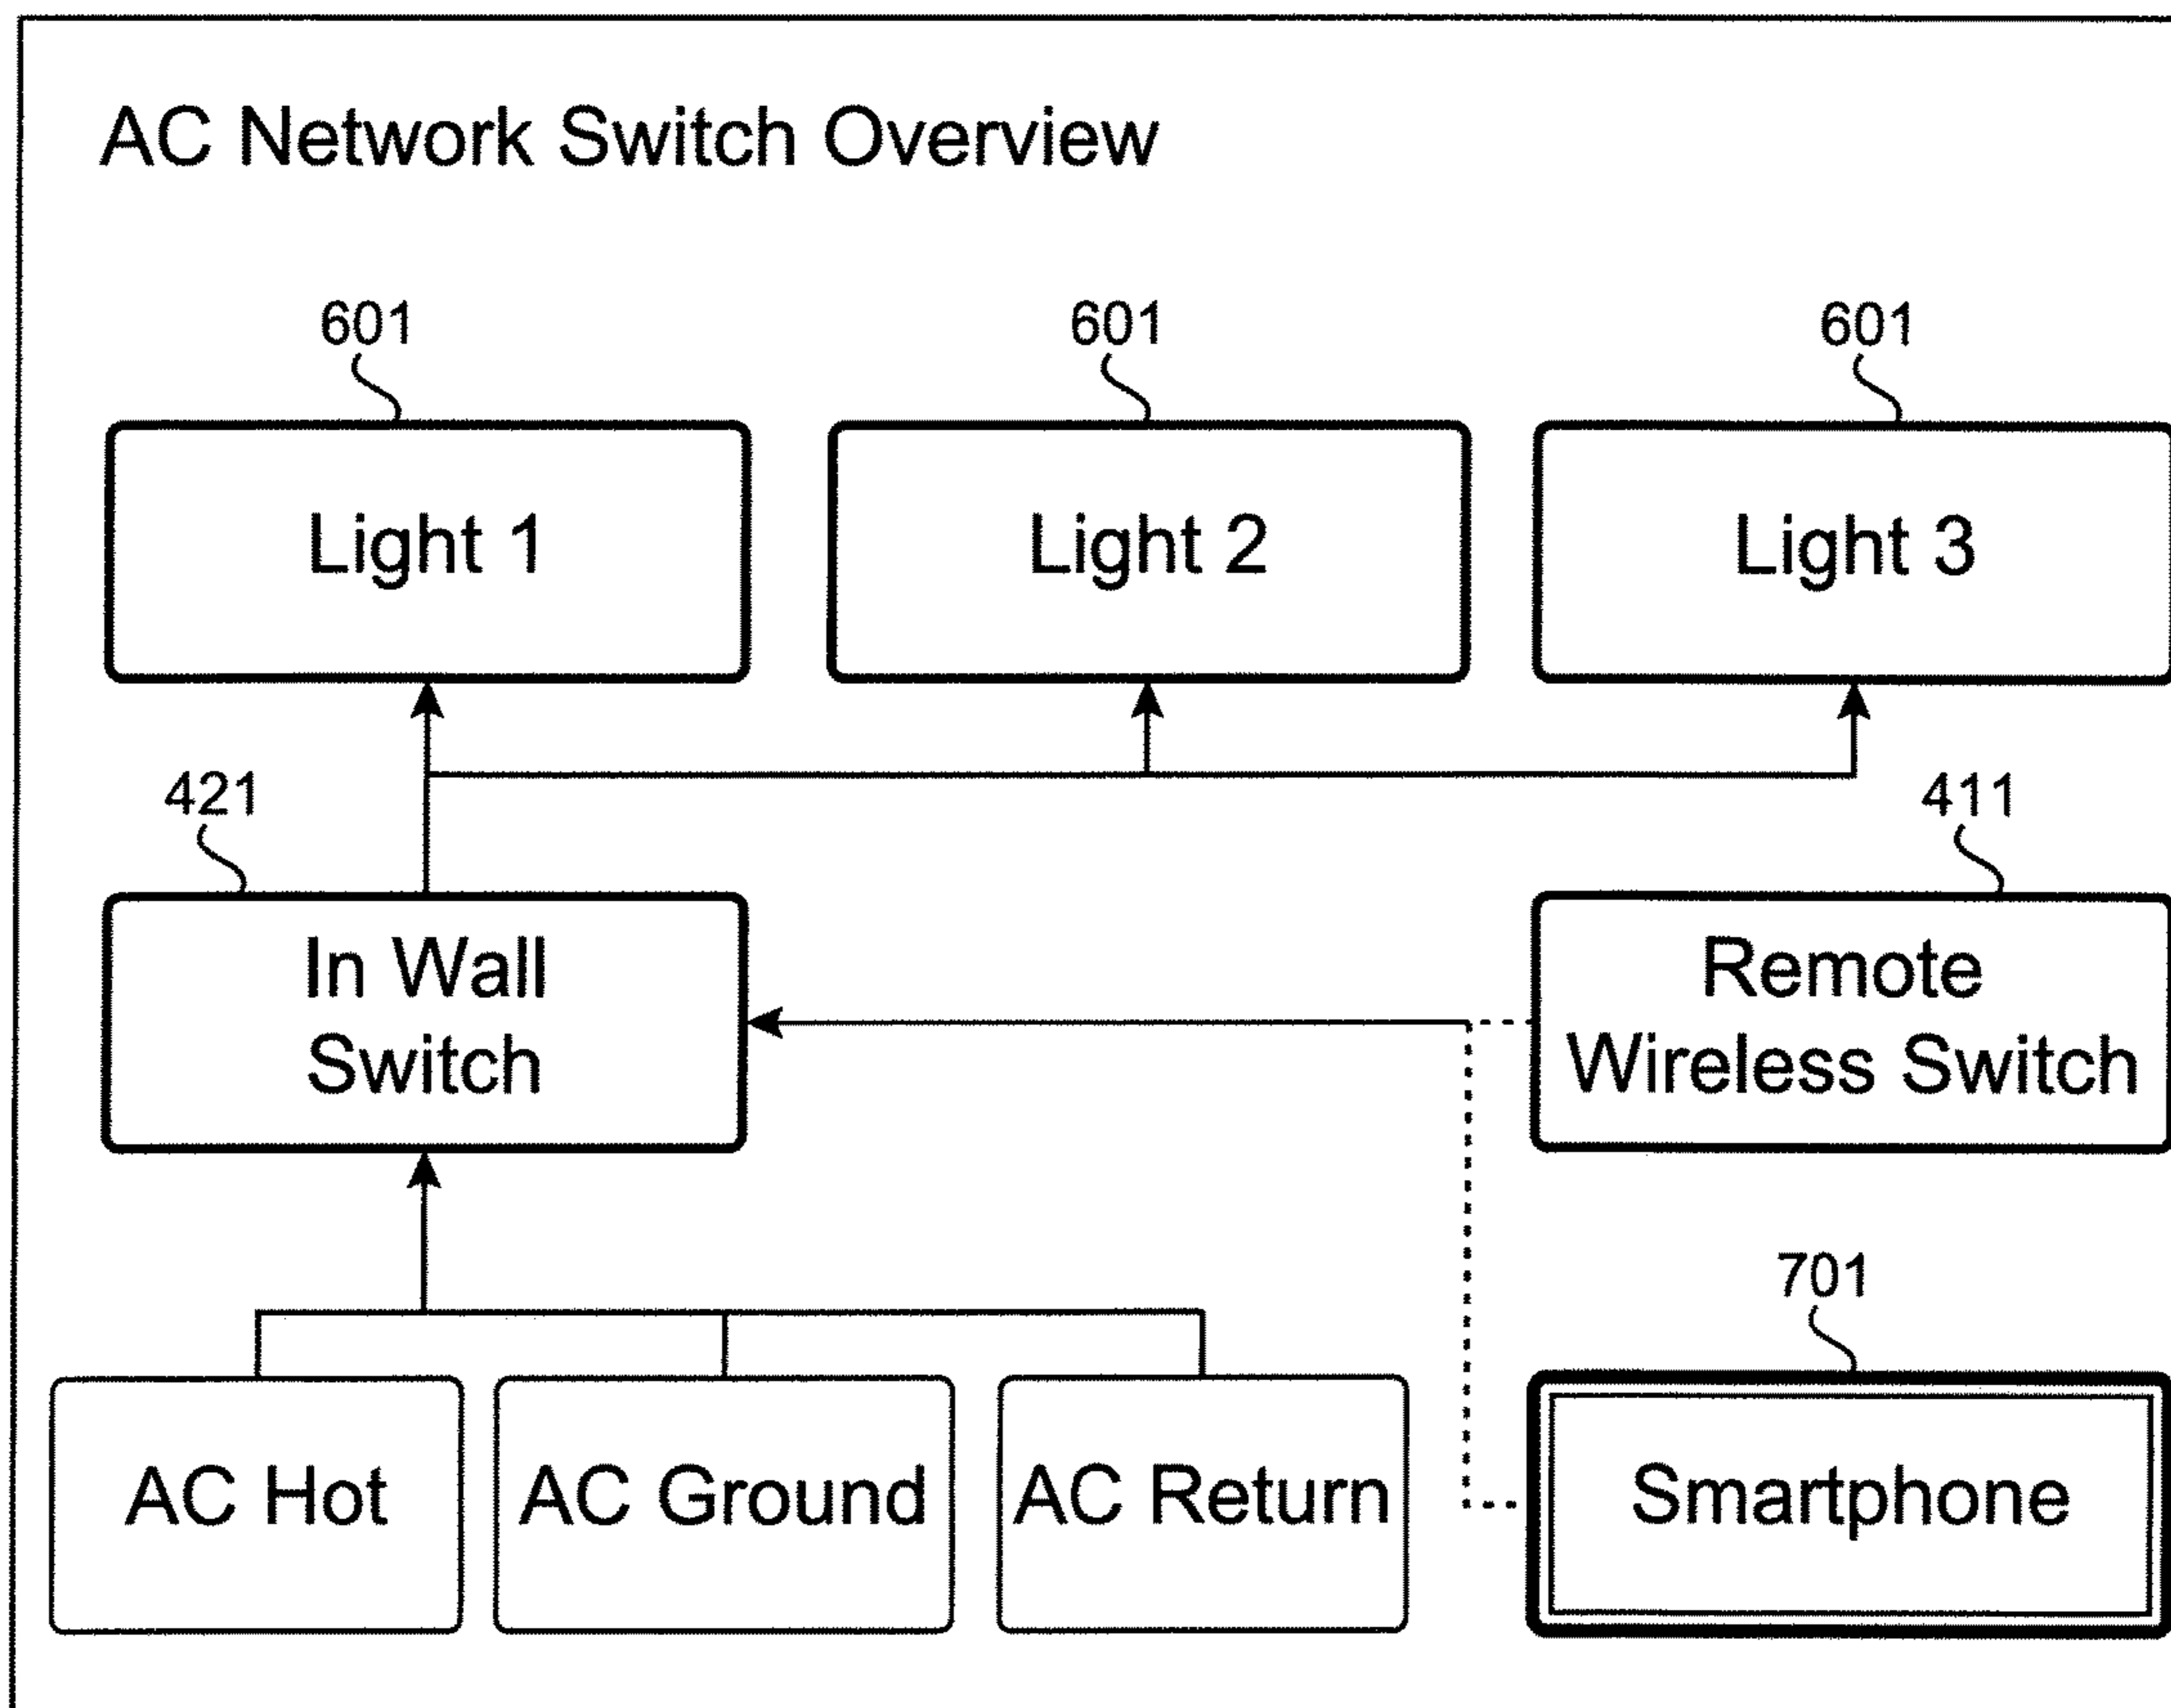 AC Network Switch Overview
601
601
601
Light 1
Light 2
Light 3
421
411
In Wall
Switch
Remote
Wireless Switch
701
AC Hot
AC Ground
AC Return
Smartphone